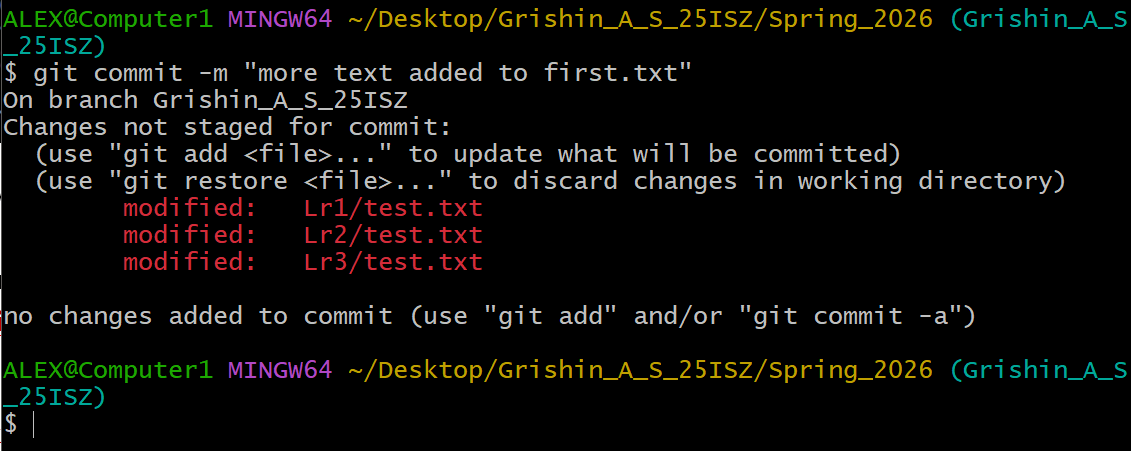 ALEX@Computer1 MINGW64 ~/Desktop/Grishin_A_S_25ISZ/Spring_2026 (Grishin_A_S
_25ISZ)
$ git commit -m "more text added to first.txt"
On branch Grishin_A_S_25ISZ
Changes not staged for commit:
  (use "git add <file>..." to update what will be committed)
  (use "git restore <file>..." to discard changes in working directory)
        modified:   Lr1/test.txt
        modified:   Lr2/test.txt
        modified:   Lr3/test.txt

no changes added to commit (use "git add" and/or "git commit -a")

ALEX@Computer1 MINGW64 ~/Desktop/Grishin_A_S_25ISZ/Spring_2026 (Grishin_A_S
_25ISZ)
$